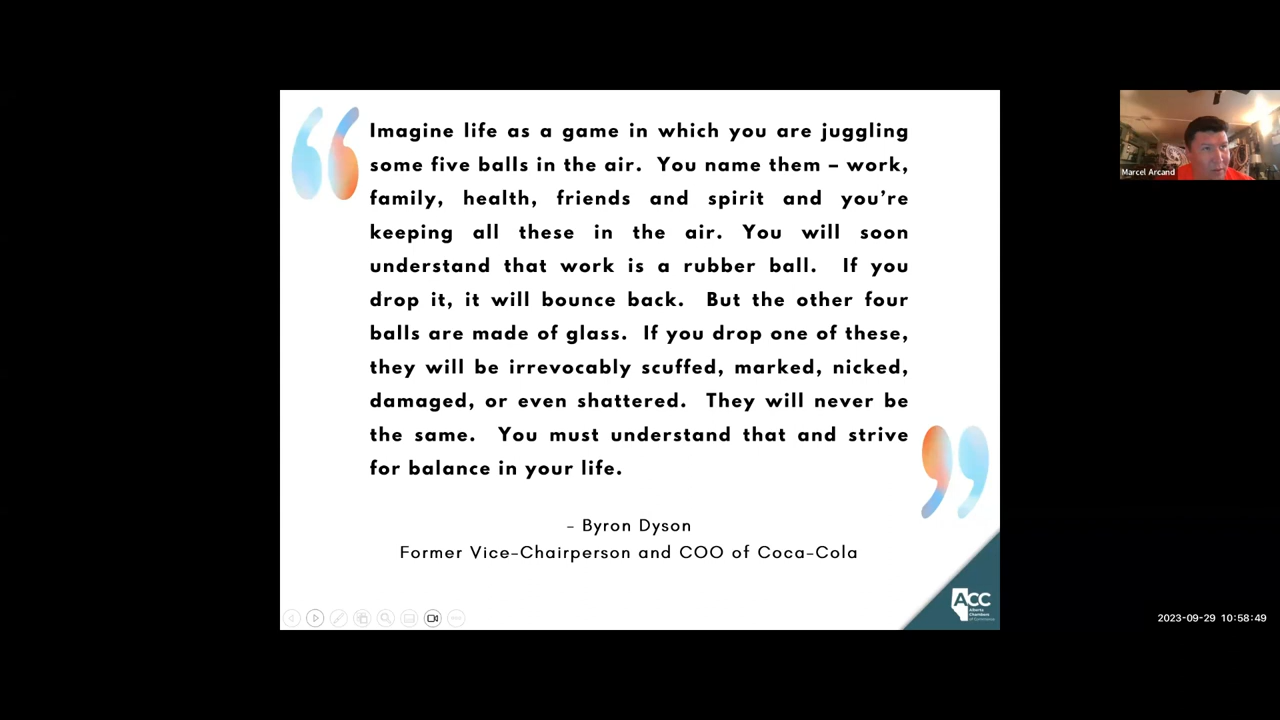 Imagine life as a game in which you are juggling
some five balls in the air. You name them – work,
family, health, friends and spirit and you’re
keeping all these in the air. You will soon
understand that work is a rubber ball. If you
drop it, it will bounce back. But the other four
balls are made of glass. If you drop one of these,
they will be irrevocably scuffed, marked, nicked,
damaged, or even shattered. They will never be
the same. You must understand that and strive
for balance in your life.
- Byron Dyson
Former Vice-Chairperson and COO of Coca-Cola
ACC
Alberta
Chambers
of Commerce
Marcel Arcand
2023-09-29 10:58:49